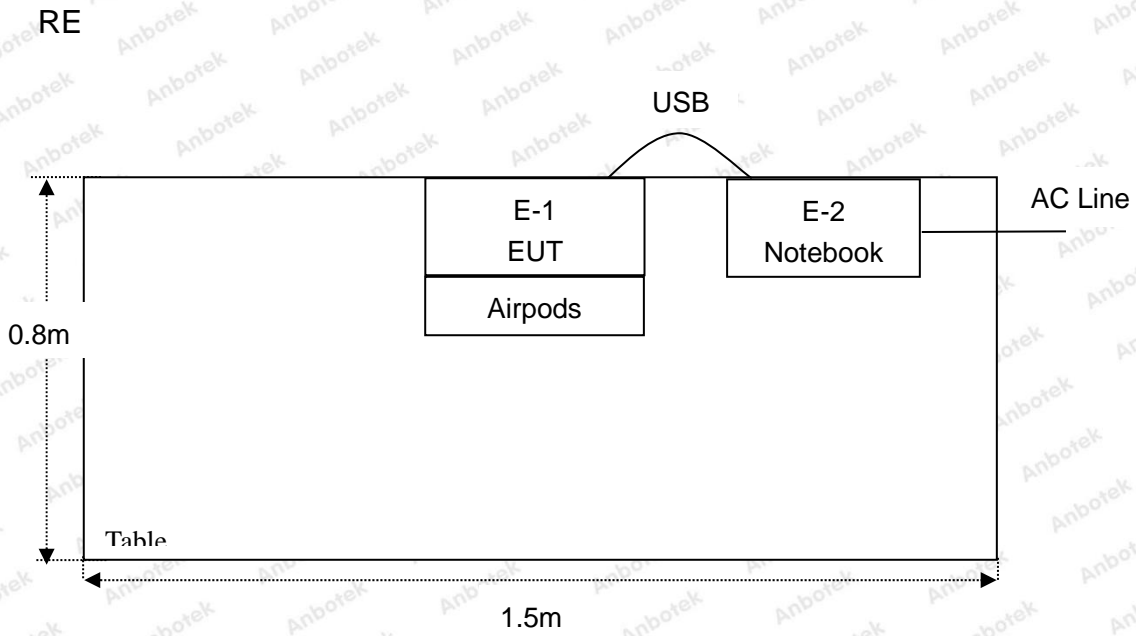 RE
USB
E-1
EUT
E-2
Notebook
AC Line
Airpods
0.8m
Table
1.5m